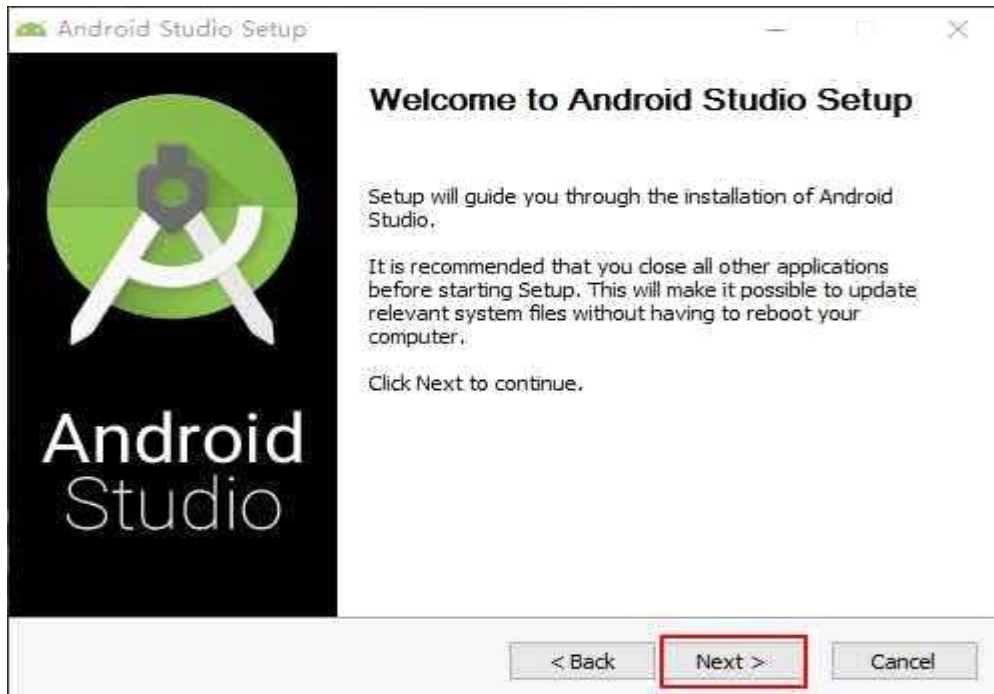 Android Studio Setup
Welcome to Android Studio Setup
Setup will guide you through the installation of Android
Studio.
It is recommended that you close all other applications
before starting Setup. This will make it possible to update
relevant system files without having to reboot your
computer.
Click Next to continue.
Android
Studio
< Back
Next >
Cancel